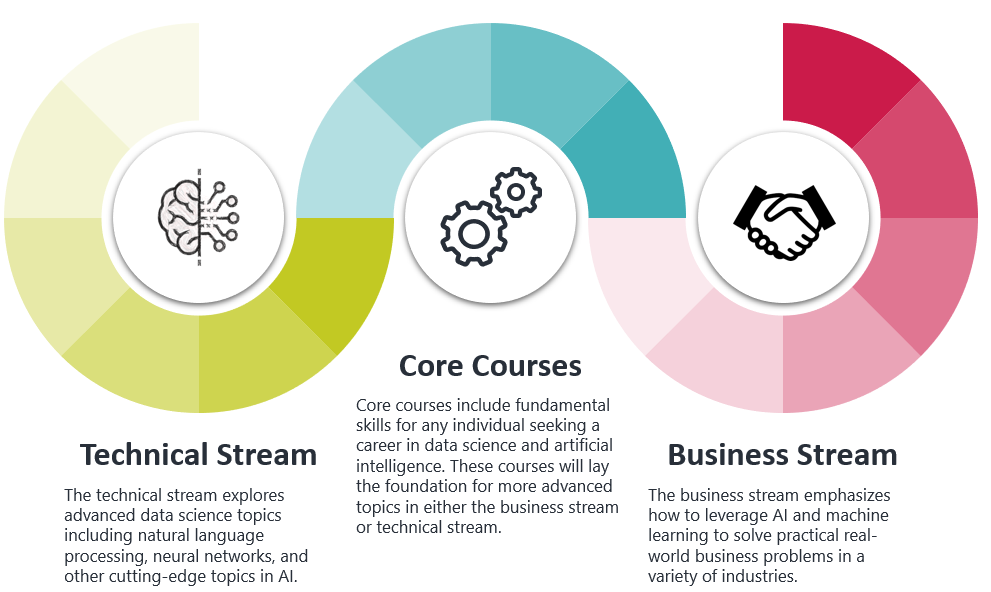 Technical Stream
The technical stream explores
advanced data science topics
including natural language
processing, neural networks, and
other cutting-edge topics in AI.
Core Courses
Core courses include fundamental
skills for any individual seeking a
career in data science and artificial
intelligence. These courses will lay
the foundation for more advanced
topics in either the business stream
or technical stream.
Business Stream
The business stream emphasizes
how to leverage AI and machine
learning to solve practical real-
world business problems in a
variety of industries.